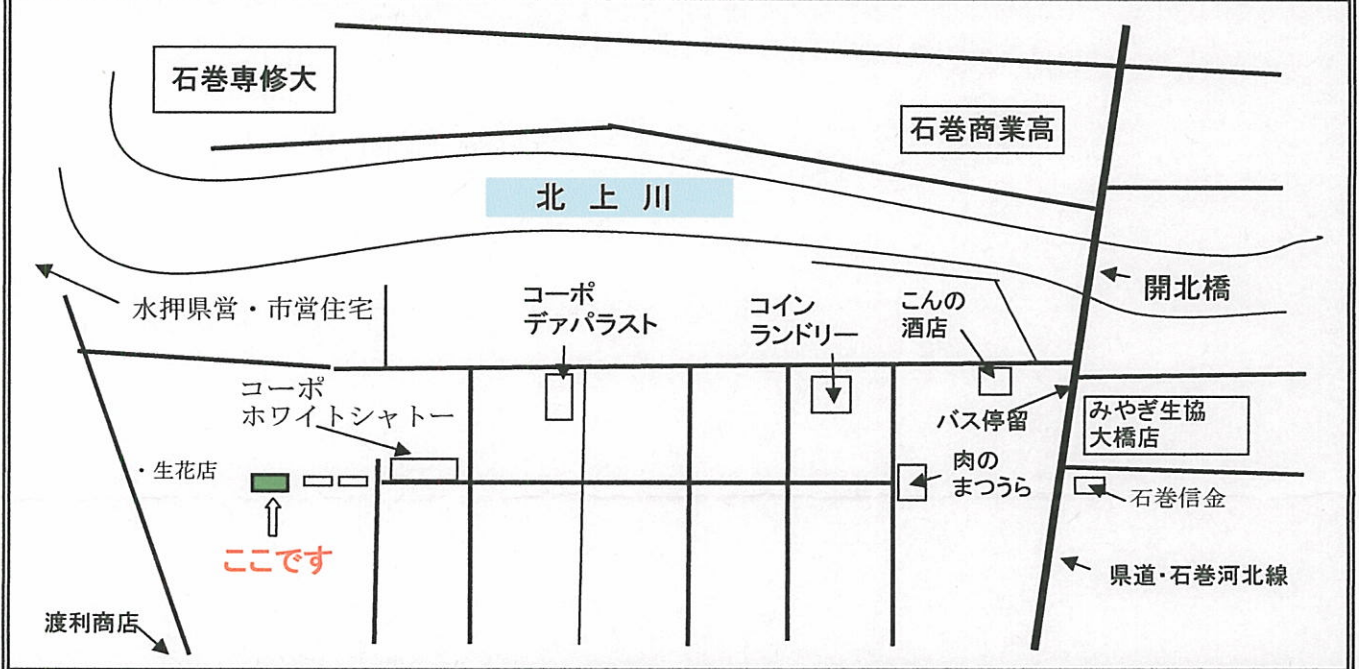 石巻専修大
石巻商業高
北上川
開北橋
水押県営・市営住宅
コーポ
デァパラスト
コイン
ランドリー
こんの
酒店
コーポ
ホワイトシャトー
バス停留
みやぎ生協
大橋店
・生花店
肉の
まつうら
石巻信金
ここです
県道・石巻河北線
渡利商店